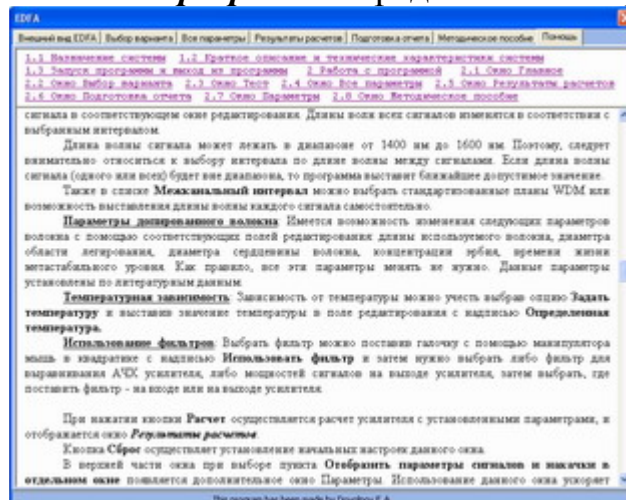 EDFA
Внешний вид EDFA Выбор варианта Все параметры Результаты расчетов Подготовка отчета Методическое пособие Помощь
1.1 Назначение системы 1.2 Краткое описание и технические характеристики системы
1.3 Запуск программы и выход из программы 2 Работа с программой 2.1 Окно Главное
2.2 Окно Выбор варианта 2.3 Окно Тест 2.4 Окно Все параметры 2.5 Окно Результаты расчетов
2.6 Окно Подготовка отчета 2.7 Окно Параметры 2.8 Окно Методическое пособие
сигнала в соответствующем окне редактирования. Длины волн всех сигналов изменятся в соответствии с
выбранным интервалом.
Длина волны сигнала может лежать в диапазоне от 1400 нм до 1600 нм. Поэтому, следует
внимательно относиться к выбору интервала по длине волны между сигналами. Если длина волны
сигнала (одного или всех) будет вне диапазона, то программа выставит ближайшее допустимое значение.
Также в списке Межканальный интервал можно выбрать стандартизованные планы WDM или
возможность выставления длины волны каждого сигнала самостоятельно.
Параметры допированного волокна. Имеется возможность изменения следующих параметров
волокна с помощью соответствующих полей редактирования: длины используемого волокна, диаметра
области легирования, диаметра сердцевины волокна, концентрации эрбия, времени жизни
метастабильного уровня. Как правило, все эти параметры менять не нужно. Данные параметры
установлены по литературным данным.
Температурная зависимость. Зависимость от температуры можно учесть выбрав опцию Задать
температуру и выставив значение температуры в поле редактирования с надписью Определенная
температура.
Использование фильтров. Выбрать фильтр можно поставив галочку с помощью манипулятора
мышь в квадратике с надписью Использовать фильтр и затем нужно выбрать либо фильтр для
выравнивания АЧХ усилителя, либо мощностей сигналов на выходе усилителя, затем выбрать, где
поставить фильтр - на входе или на выходе усилителя.
При нажатии кнопки Расчет осуществляется расчет усилителя с установленными параметрами, и
отображается окно Результаты расчетов.
Кнопка Сброс осуществляет установление начальных настроек данного окна.
В верхней части окна при выборе пункта Отобразить параметры сигналов и накачки в
отдельном окне появляется дополнительное окно Параметры. Использование данного окна ускоряет
This program has been made by